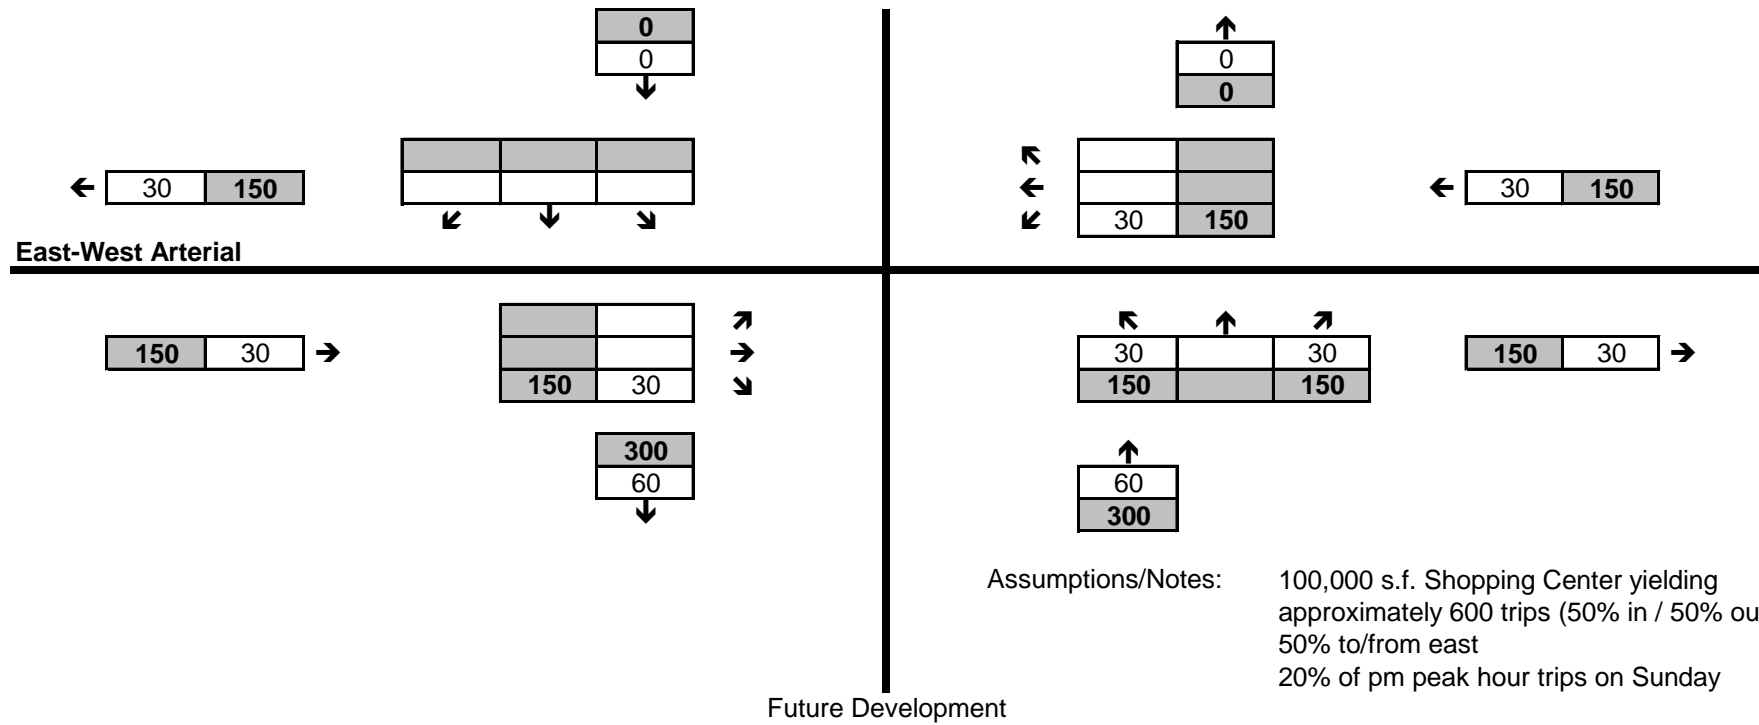 0
0
0
0
30 150
30 150
30 150
East-West Arterial
150 30
30 30
150 30
150 30
150 150
300
60
60
300
Assumptions/Notes: 100,000 s.f. Shopping Center yielding
approximately 600 trips (50% in / 50% ou
50% to/from east
20% of pm peak hour trips on Sunday
Future Development